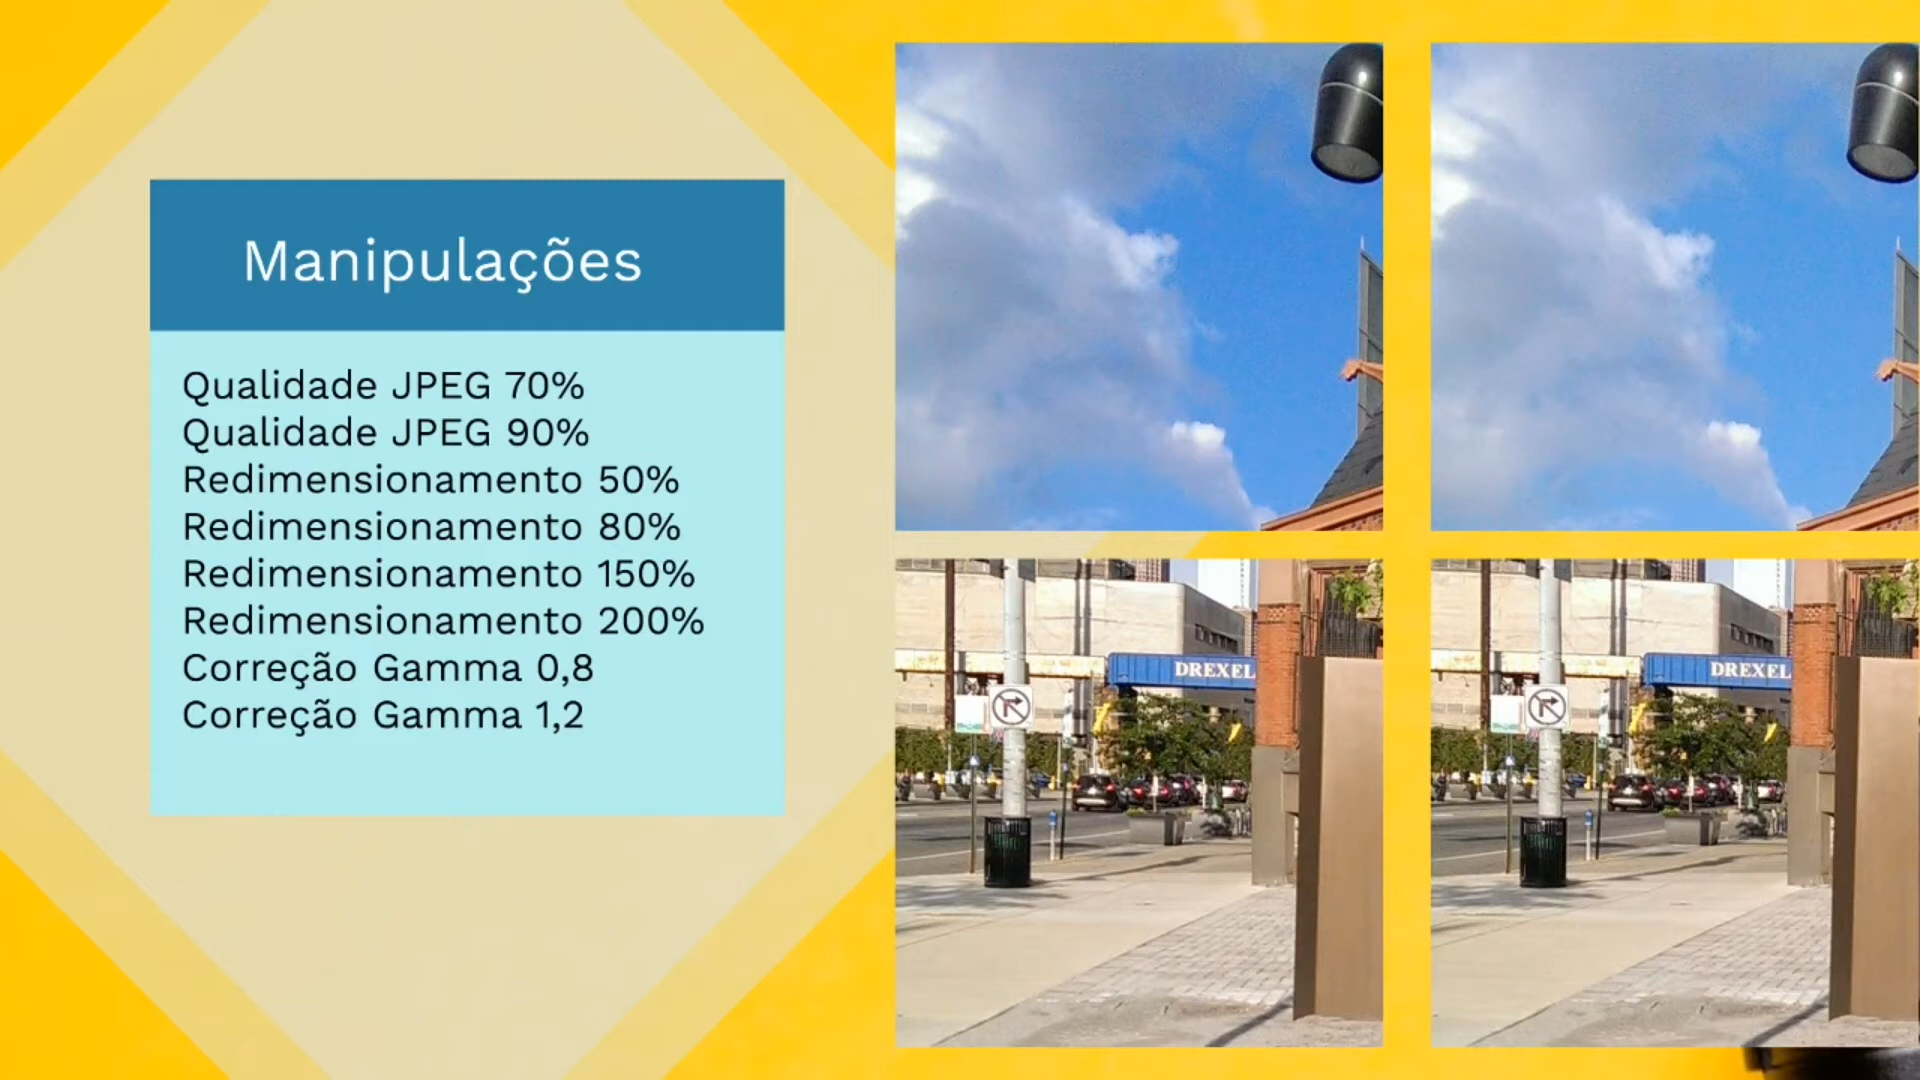 Manipulações
Qualidade JPEG 70%
Qualidade JPEG 90%
Redimensionamento 50%
Redimensionamento 80%
Redimensionamento 150%
Redimensionamento 200%
Correção Gamma 0,8
Correção Gamma 1,2
DREXEL
DREXEL